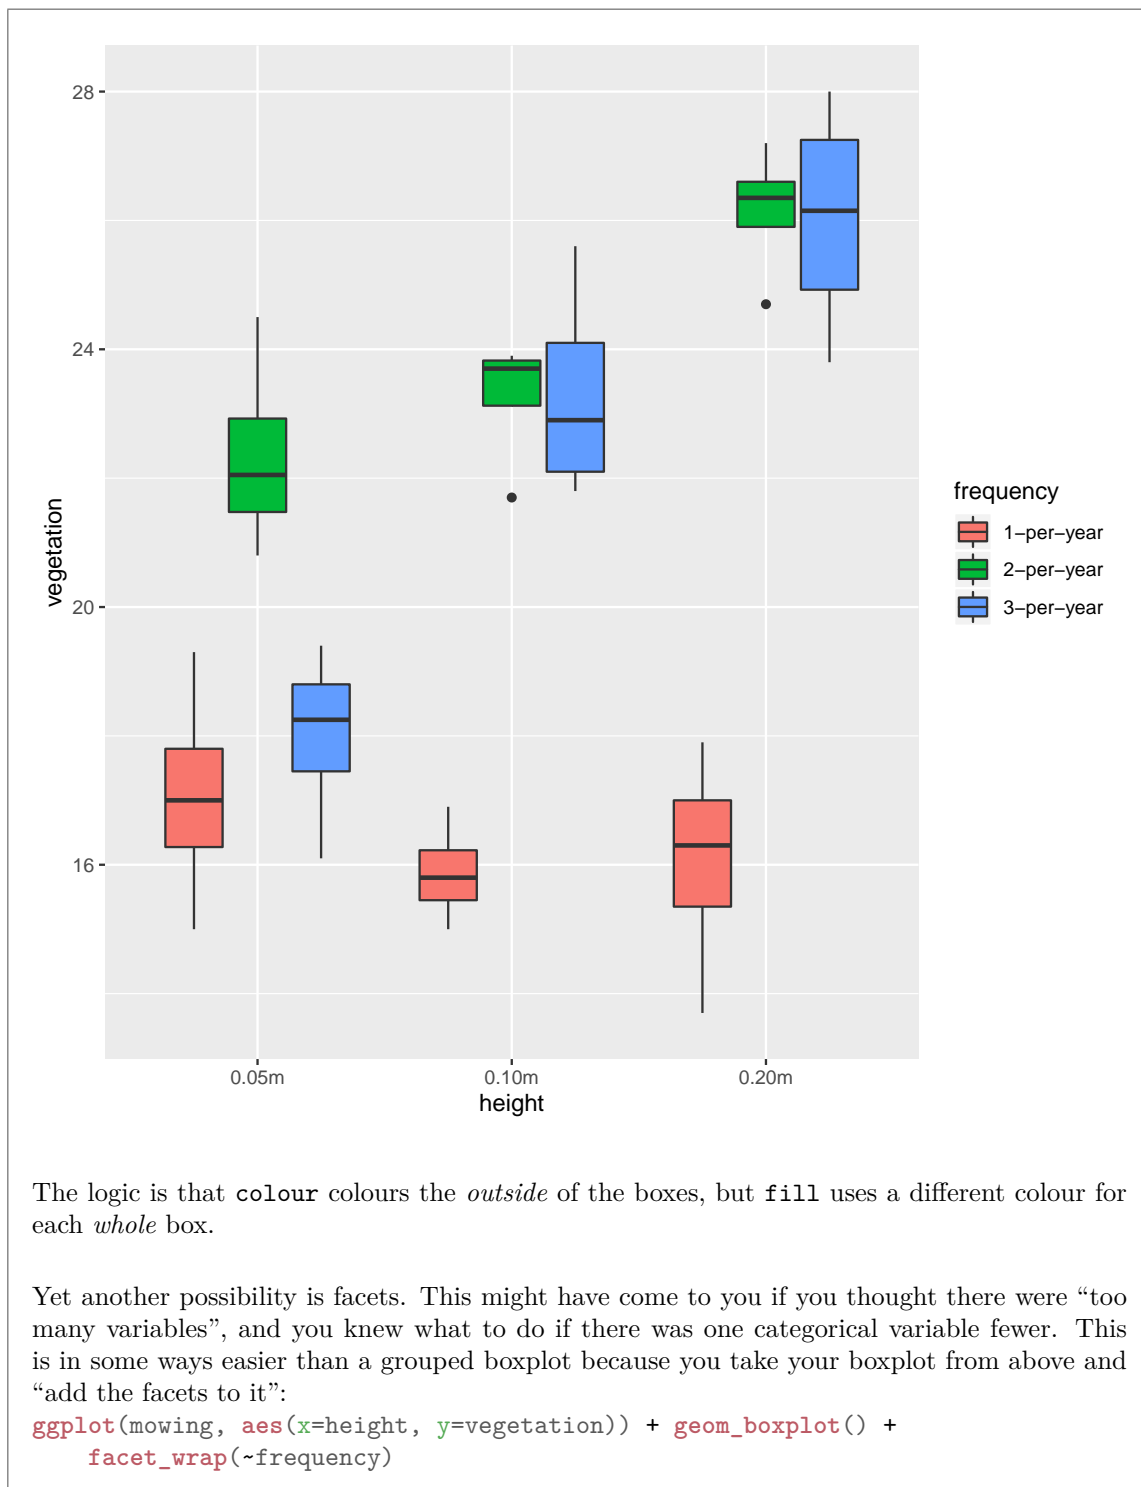 28
24
20
16
vegetation
0.05m
0.10m
0.20m
height
frequency
1−per−year
2−per−year
3−per−year
The logic is that colour colours the outside of the boxes, but fill uses a different colour for
each whole box.
Yet another possibility is facets. This might have come to you if you thought there were “too
many variables”, and you knew what to do if there was one categorical variable fewer. This
is in some ways easier than a grouped boxplot because you take your boxplot from above and
“add the facets to it”:
ggplot(mowing, aes(x=height, y=vegetation)) + geom_boxplot() +
facet_wrap(~frequency)